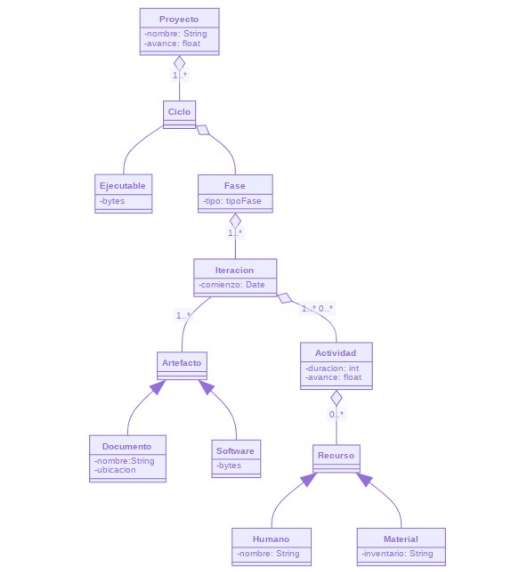 Proyecto
-nombre: String
-avance: float
1..*
Ciclo
Ejecutable
-bytes
Fase
-tipo: tipoFase
1..*
Iteracion
-comienzo: Date
1..*
1..* 0..*
Artefacto
Actividad
-duracion: int
-avance: float
0..*
Documento
-nombre:String
-ubicacion
Software
-bytes
Recurso
Humano
-nombre: String
Material
-inventario: String